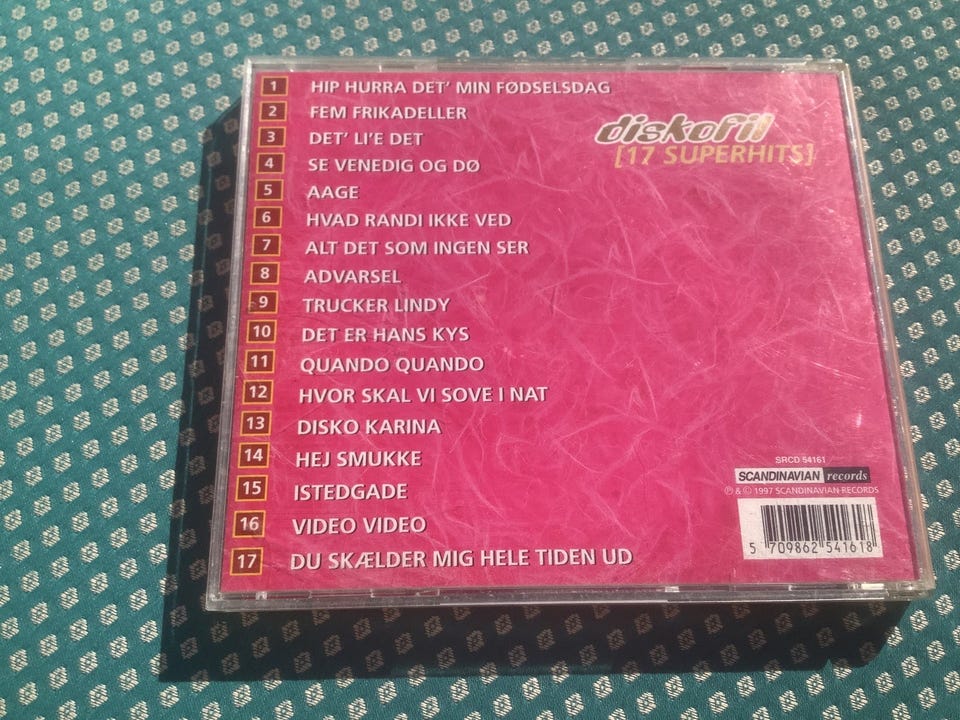 1 HIP HURRA DET' MIN FØDSELSDAG
2 FEM FRIKADELLER
3 DET' LI'E DET
4 SE VENEDIG OG DØ
5 AAGE
6 HVAD RANDI IKKE VED
7 ALT DET SOM INGEN SER
8 ADVARSEL
9 TRUCKER LINDY
10 DET ER HANS KYS
11 QUANDO QUANDO
12 HVOR SKAL VI SOVE I NAT
13 DISKO KARINA
14 HEJ SMUKKE
15 ISTEDGADE
16 VIDEO VIDEO
17 DU SKÆLDER MIG HELE TIDEN UD
diskofil
[17 SUPERHITS]
SRCD 54161
SCANDINAVIAN records
℗ & © 1997 SCANDINAVIAN RECORDS
5 709862 541618